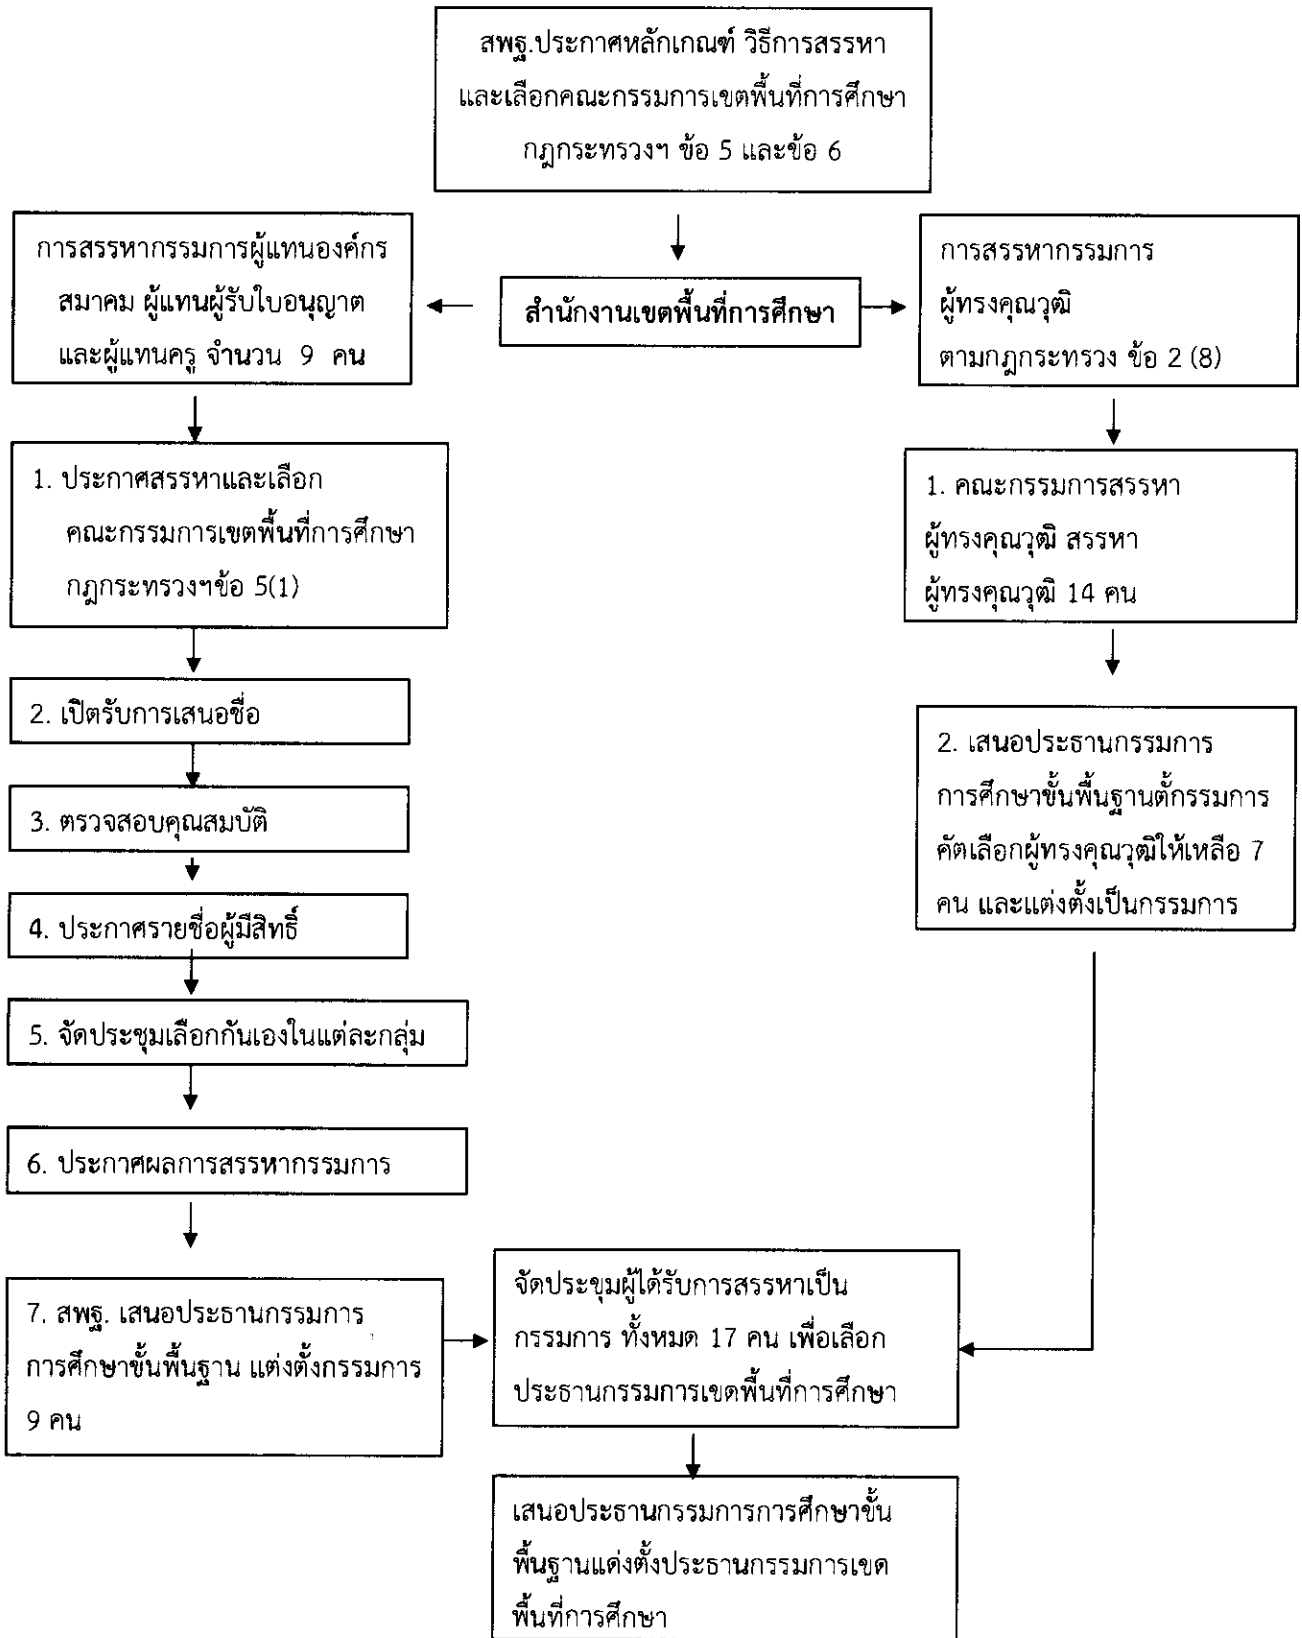 สพฐ.ประกาศหลักเกณฑ์ วิธีการสรรหา
และเลือกคณะกรรมการเขตพื้นที่การศึกษา
กฎกระทรวงฯ ข้อ 5 และข้อ 6
การสรรหากรรมการผู้แทนองค์กร
สมาคม ผู้แทนผู้รับใบอนุญาต
และผู้แทนครู จำนวน 9 คน
สำนักงานเขตพื้นที่การศึกษา
การสรรหากรรมการ
ผู้ทรงคุณวุฒิ
ตามกฎกระทรวง ข้อ 2 (8)
1. ประกาศสรรหาและเลือก
คณะกรรมการเขตพื้นที่การศึกษา
กฎกระทรวงฯข้อ 5(1)
2. เปิดรับการเสนอชื่อ
3. ตรวจสอบคุณสมบัติ
4. ประกาศรายชื่อผู้มีสิทธิ์
5. จัดประชุมเลือกกันเองในแต่ละกลุ่ม
6. ประกาศผลการสรรหากรรมการ
7. สพฐ. เสนอประธานกรรมการ
การศึกษาขั้นพื้นฐาน แต่งตั้งกรรมการ
9 คน
1. คณะกรรมการสรรหา
ผู้ทรงคุณวุฒิ สรรหา
ผู้ทรงคุณวุฒิ 14 คน
2. เสนอประธานกรรมการ
การศึกษาขั้นพื้นฐานตั้กรรมการ
คัดเลือกผู้ทรงคุณวุฒิให้เหลือ 7
คน และแต่งตั้งเป็นกรรมการ
จัดประชุมผู้ได้รับการสรรหาเป็น
กรรมการ ทั้งหมด 17 คน เพื่อเลือก
ประธานกรรมการเขตพื้นที่การศึกษา
เสนอประธานกรรมการการศึกษาขั้น
พื้นฐานแต่งตั้งประธานกรรมการเขต
พื้นที่การศึกษา